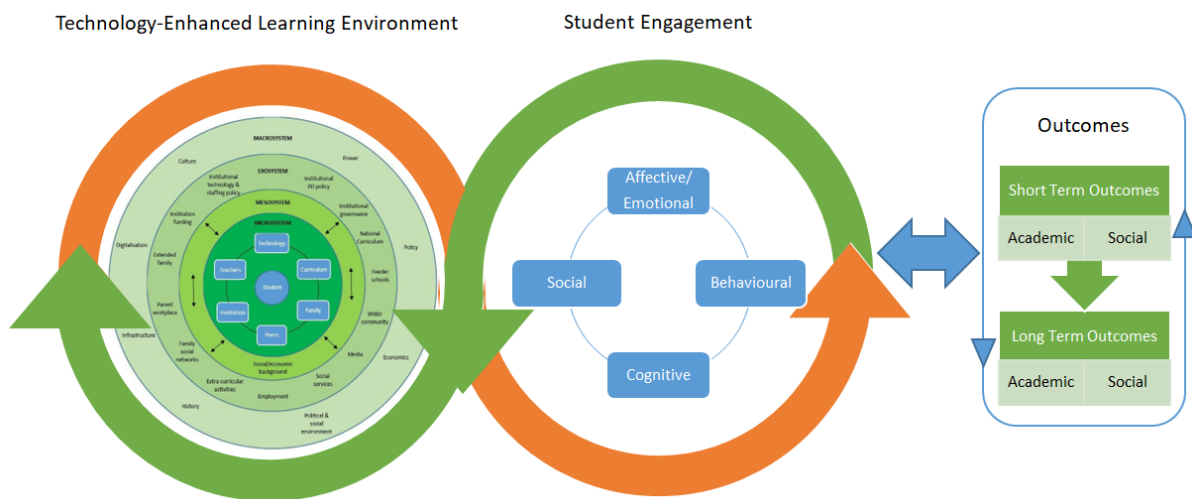 Technology-Enhanced Learning Environment
Student Engagement
MACROSYSTEM
Culture
Power
EXOSYSTEM
Institutional
technology &
staffing policy
Institutional
PD policy
MESOSYSTEM
Institution
funding
Institutional
governance
MICROSYSTEM
Technology
National
Curriculum
Digitalisation
Policy
Extended
Family
Teachers
Curriculum
Feeder
schools
Student
Parent
workplace
Institution
Family
Wider
community
Infrastructure
Peers
Family
social
networks
Media
Economics
Social/economic
background
Extra-curricular
activities
Social
services
Employment
History
Political &
social
environment
Affective/
Emotional
Social
Behavioural
Cognitive
Outcomes
Short Term Outcomes
Academic
Social
Long Term Outcomes
Academic
Social